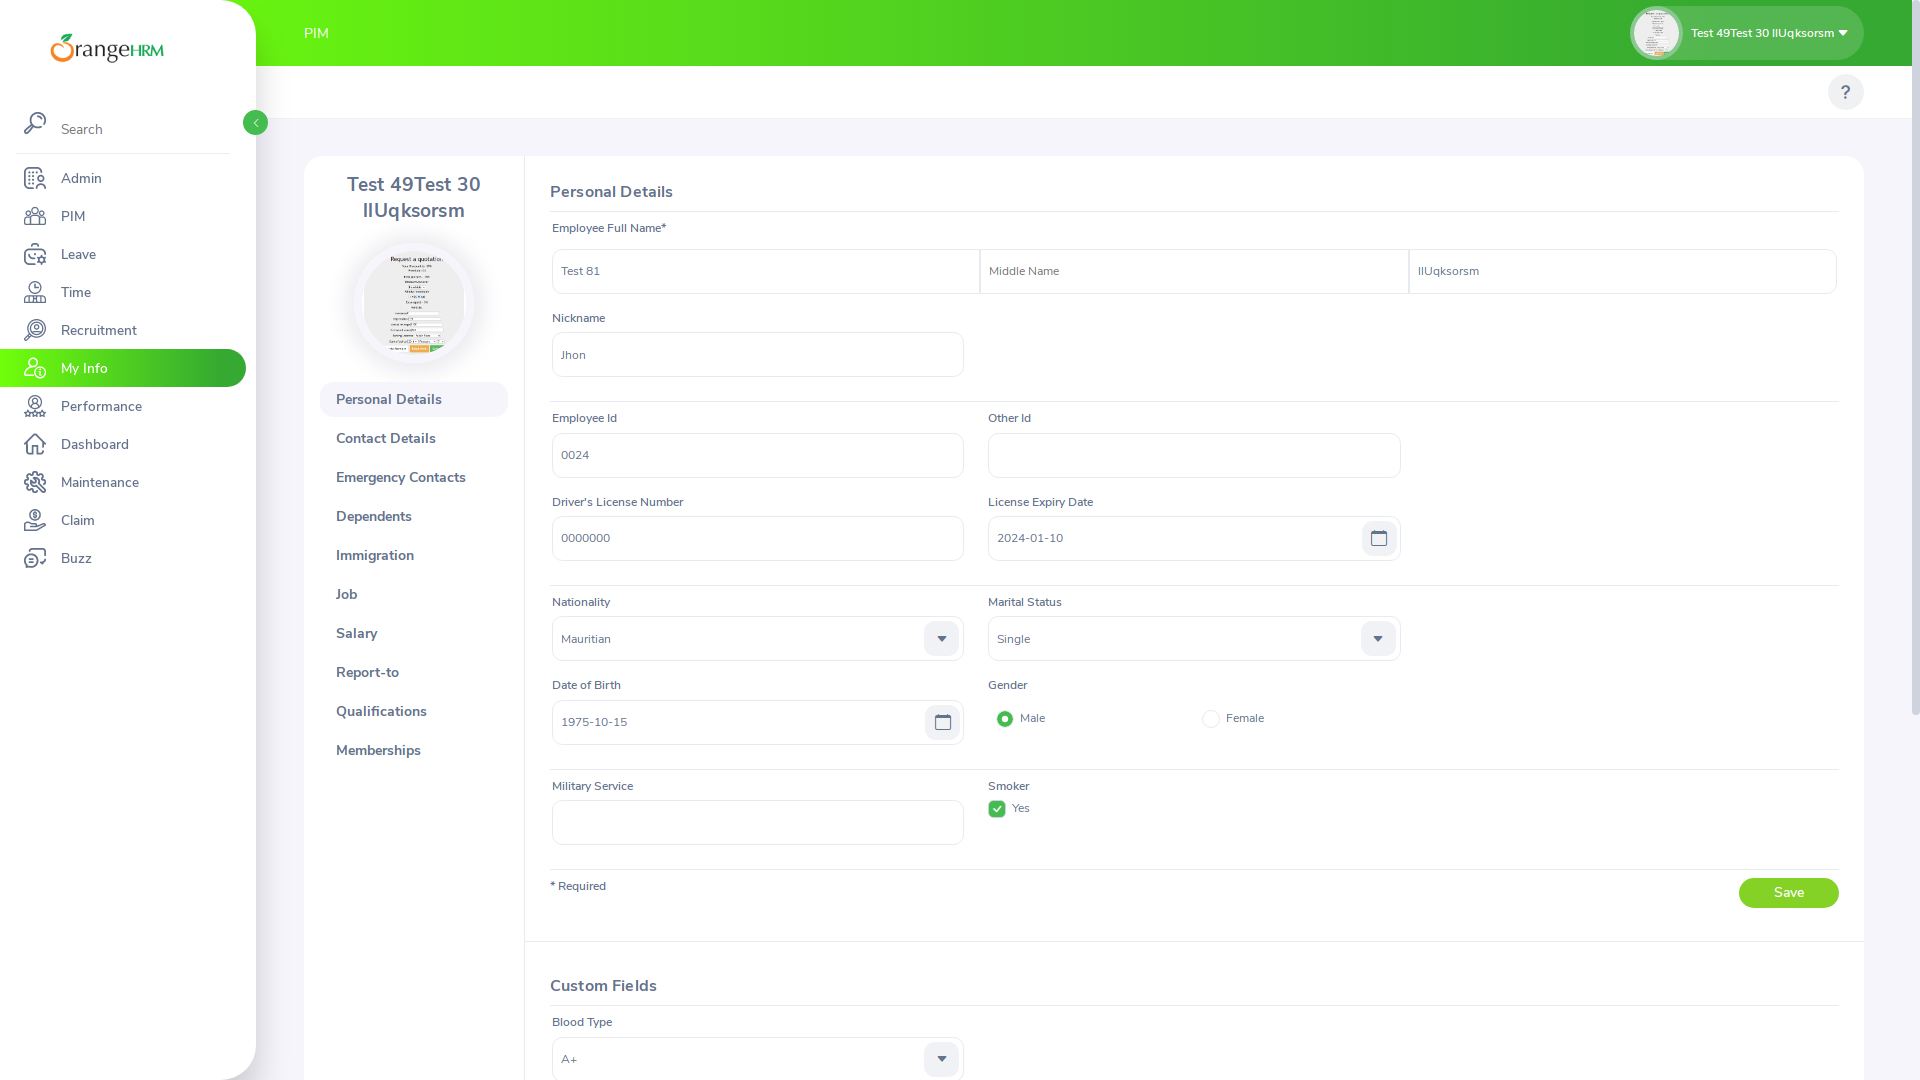 OrangeHRM
PIM
Test 49Test 30 IIUqksorsm
?
Search
Admin
PIM
Leave
Time
Recruitment
My Info
Performance
Dashboard
Maintenance
Claim
Buzz
Test 49Test 30
IIUqksorsm
Request a quotation
Personal Details
Contact Details
Emergency Contacts
Dependents
Immigration
Job
Salary
Report-to
Qualifications
Memberships
Personal Details
Employee Full Name*
Test 81 Middle Name IIUqksorsm
Nickname
Jhon
Employee Id Other Id
0024
Driver's License Number License Expiry Date
0000000 2024-01-10
Nationality Marital Status
Mauritian Single
Date of Birth Gender
1975-10-15 Male Female
Military Service Smoker
Yes
* Required
Save
Custom Fields
Blood Type
A+